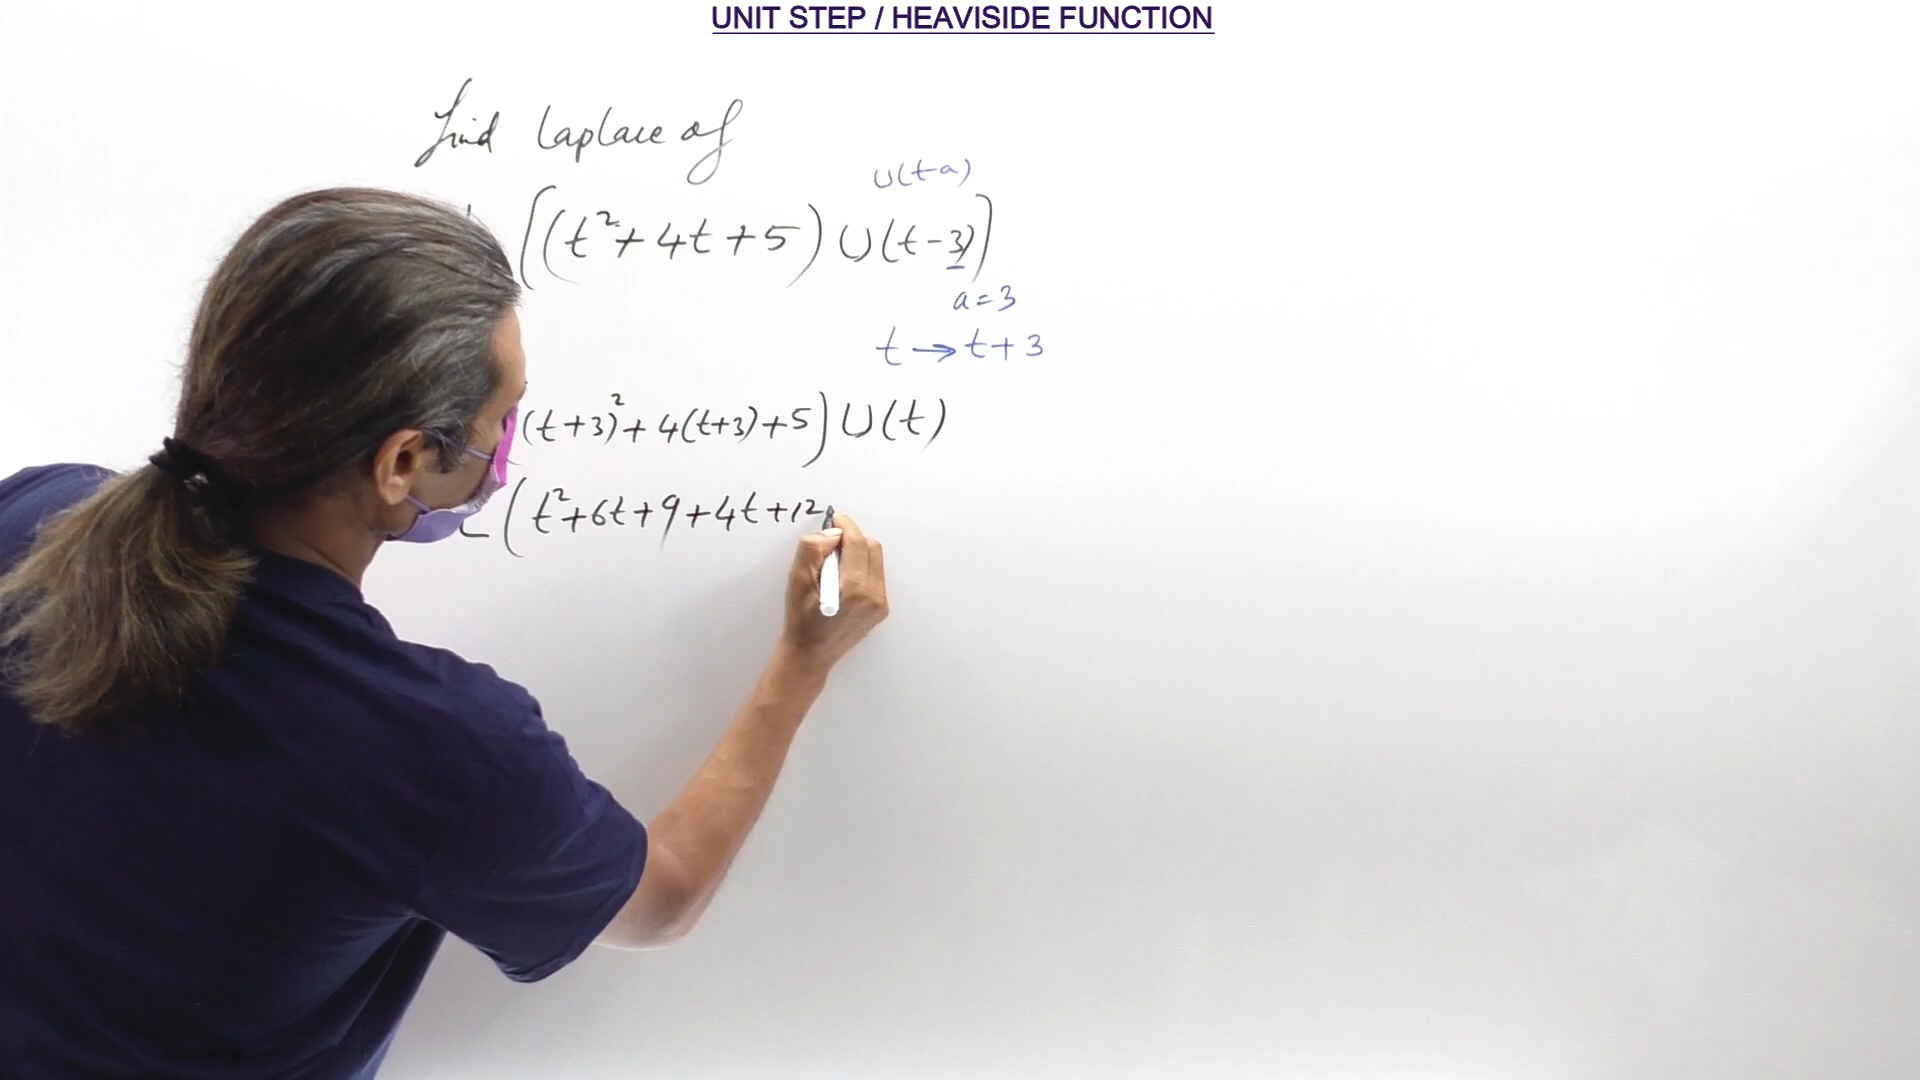 UNIT STEP / HEAVISIDE FUNCTION
find laplace of
U(t-a)
((t²+4t+5)U(t-3))
a=3
t→t+3
(t+3)²+4(t+3)+5)U(t)
L(t²+6t+9+4t+12